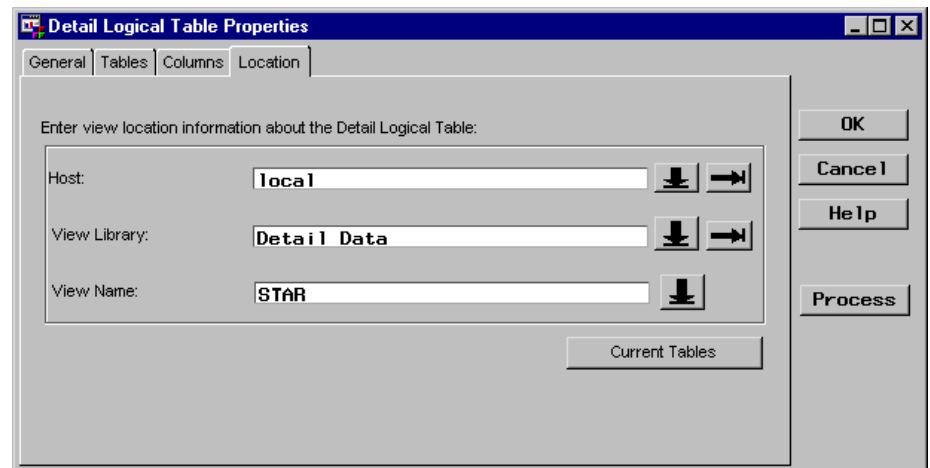 Detail Logical Table Properties
General Tables Columns Location
Enter view location information about the Detail Logical Table:
Host: local
View Library: Detail Data
View Name: STAR
Current Tables
OK
Cancel
Help
Process